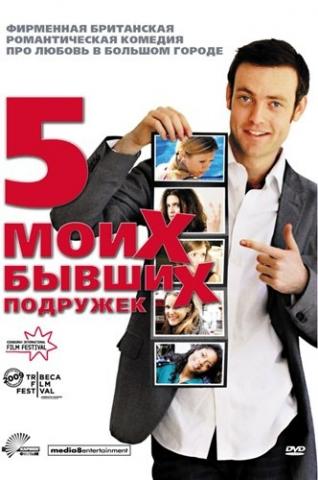 ФИРМЕННАЯ БРИТАНСКАЯ
РОМАНТИЧЕСКАЯ КОМЕДИЯ
ПРО ЛЮБОВЬ В БОЛЬШОМ ГОРОДЕ
5
МОИХ
БЫВШИХ
ПОДРУЖЕК
EDINBURGH INTERNATIONAL
FILM FESTIVAL
2009
TRIBECA
FILM
FESTIVAL
КАРМЕН
media8entertainment
DVD